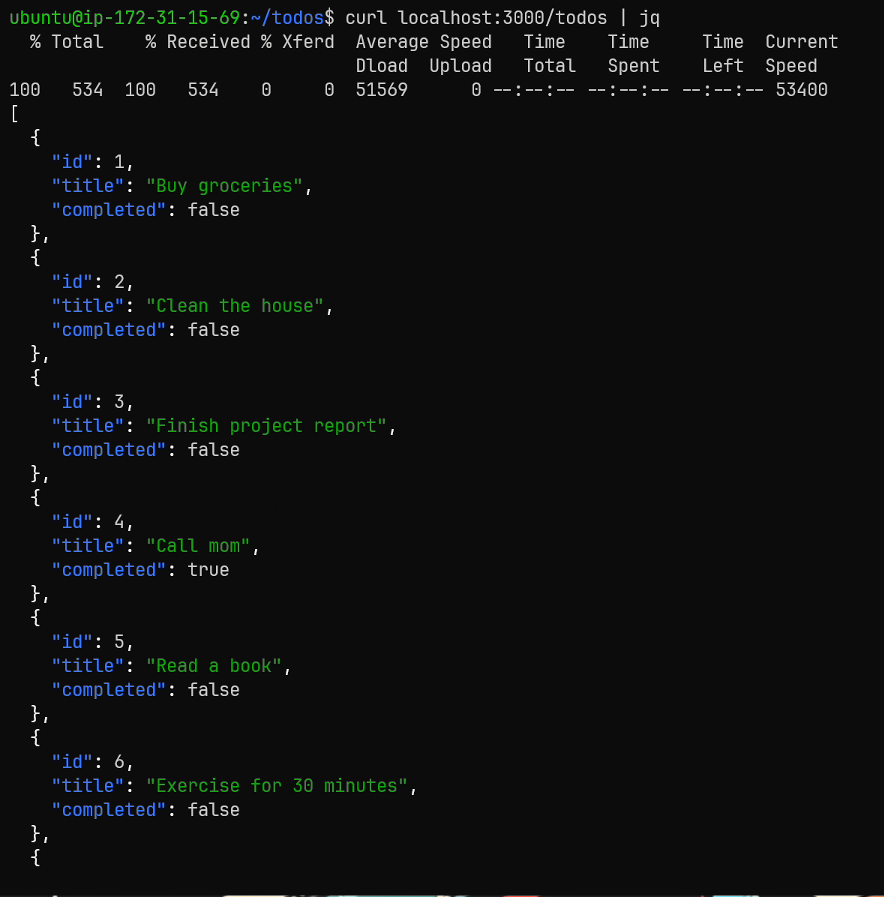 ubuntu@ip-172-31-15-69:~/todos$ curl localhost:3000/todos | jq
  % Total    % Received % Xferd  Average Speed   Time    Time     Time  Current
                                 Dload  Upload   Total   Spent    Left  Speed
100   534  100   534    0     0  51569      0 --:--:-- --:--:-- --:--:-- 53400
[
  {
    "id": 1,
    "title": "Buy groceries",
    "completed": false
  },
  {
    "id": 2,
    "title": "Clean the house",
    "completed": false
  },
  {
    "id": 3,
    "title": "Finish project report",
    "completed": false
  },
  {
    "id": 4,
    "title": "Call mom",
    "completed": true
  },
  {
    "id": 5,
    "title": "Read a book",
    "completed": false
  },
  {
    "id": 6,
    "title": "Exercise for 30 minutes",
    "completed": false
  },
  {